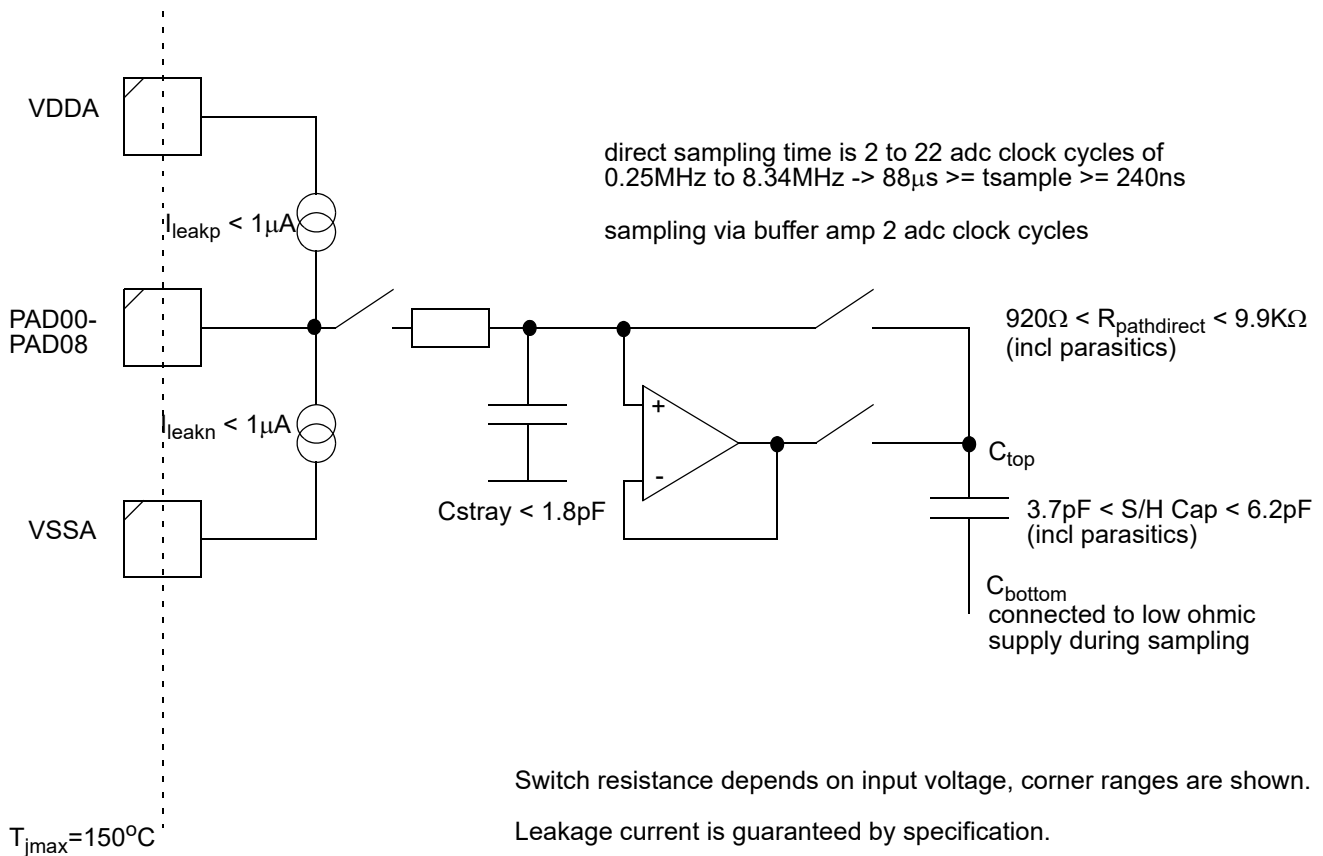 VDDA
direct sampling time is 2 to 22 adc clock cycles of
0.25MHz to 8.34MHz -> 88μs >= tsample >= 240ns
Ileakp < 1μA
sampling via buffer amp 2 adc clock cycles
PAD00-
PAD08
920Ω < Rpathdirect < 9.9KΩ
(incl parasitics)
+
Ileakn < 1μA
-
Ctop
Cstray < 1.8pF
3.7pF < S/H Cap < 6.2pF
(incl parasitics)
VSSA
Cbottom
connected to low ohmic
supply during sampling
Switch resistance depends on input voltage, corner ranges are shown.
Leakage current is guaranteed by specification.
Tjmax=150oC